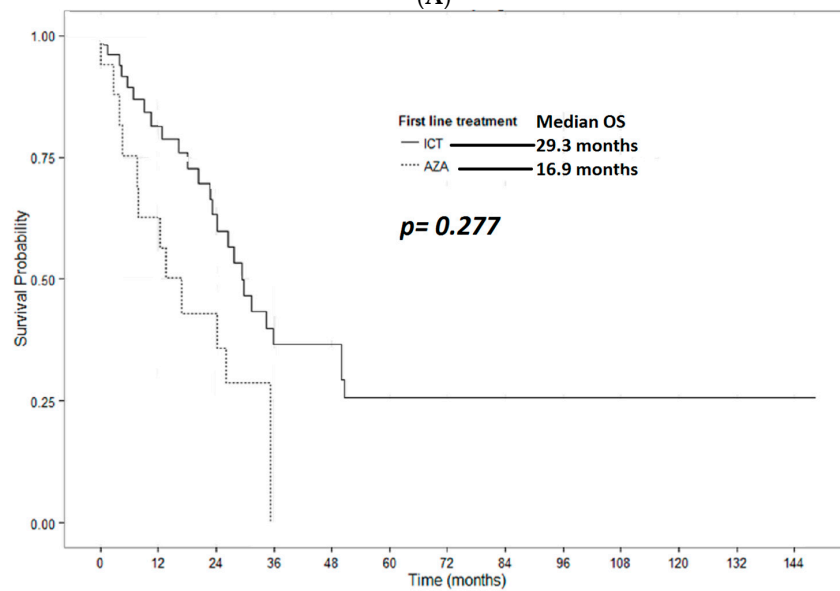 (A)
First line treatment Median OS
ICT 29.3 months
AZA 16.9 months
p= 0.277
Survival Probability
1.00
0.75
0.50
0.25
0.00
0 12 24 36 48 60 72 84 96 108 120 132 144
Time (months)